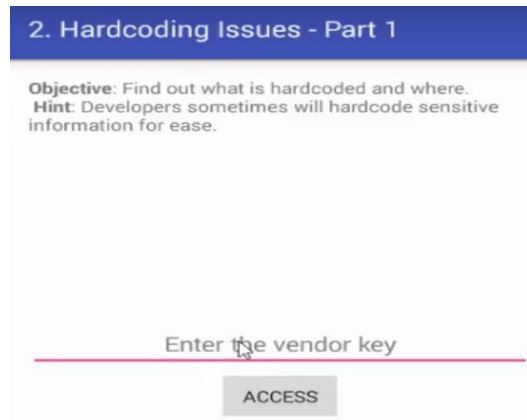 2. Hardcoding Issues - Part 1
Objective: Find out what is hardcoded and where.
Hint: Developers sometimes will hardcode sensitive
information for ease.
Enter the vendor key
ACCESS